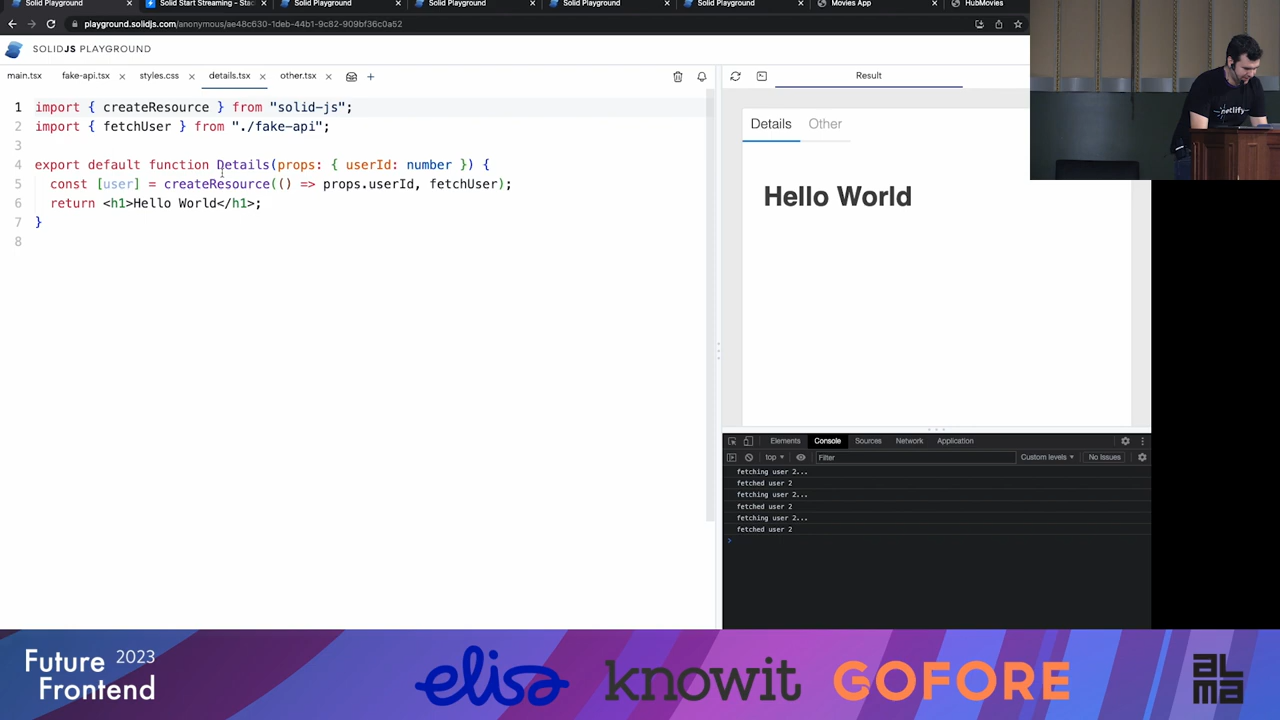 Solid Playground
Solid Start Streaming - Stac
Solid Playground
Solid Playground
Solid Playground
Solid Playground
Movies App
HubMovies
playground.solidjs.com/anonymous/ae48c630-1deb-44b1-9c82-909bf36c0a52
SOLIDJS PLAYGROUND
main.tsx
fake-api.tsx
styles.css
details.tsx
other.tsx
Result
1 import { createResource } from "solid-js";
2 import { fetchUser } from "./fake-api";
3
4 export default function Details(props: { userId: number }) {
5 const [user] = createResource(() => props.userId, fetchUser);
6 return <h1>Hello World</h1>;
7 }
8
Details
Other
Hello World
netlify
Elements
Console
Sources
Network
Application
top
Filter
Custom levels
No Issues
fetching user 2...
fetched user 2
fetching user 2...
fetched user 2
fetching user 2...
fetched user 2
Future 2023
Frontend
elisa
knowit
GOFORE
ALMA